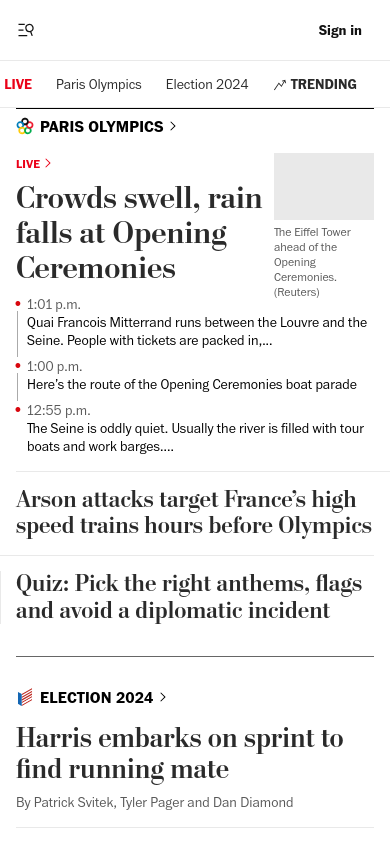 Sign in
LIVE Paris Olympics Election 2024 TRENDING
PARIS OLYMPICS
LIVE
Crowds swell, rain
falls at Opening
Ceremonies
The Eiffel Tower
ahead of the
Opening
Ceremonies.
(Reuters)
1:01 p.m.
Quai Francois Mitterrand runs between the Louvre and the
Seine. People with tickets are packed in,...
1:00 p.m.
Here’s the route of the Opening Ceremonies boat parade
12:55 p.m.
The Seine is oddly quiet. Usually the river is filled with tour
boats and work barges....
Arson attacks target France’s high
speed trains hours before Olympics
Quiz: Pick the right anthems, flags
and avoid a diplomatic incident
ELECTION 2024
Harris embarks on sprint to
find running mate
By Patrick Svitek, Tyler Pager and Dan Diamond